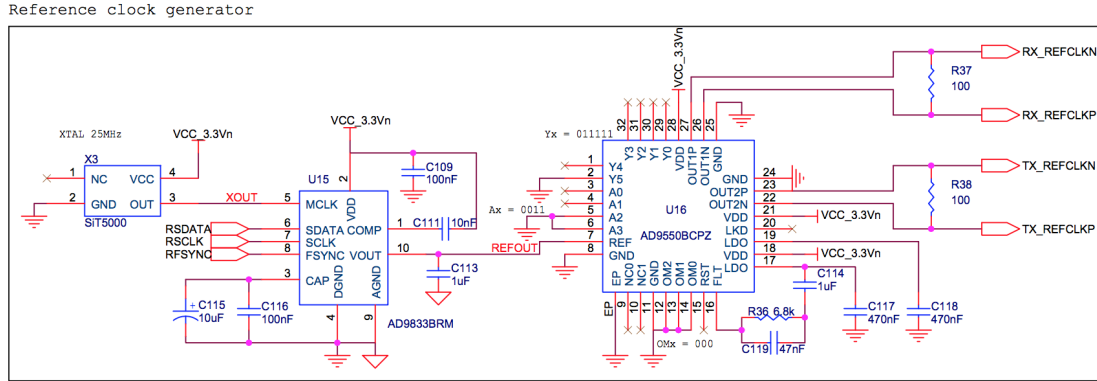 Reference clock generator
XTAL 25MHz
X3
1 NC VCC 4
2 GND OUT 3
SiT5000
VCC_3.3Vn
XOUT
RSDATA
RSCLK
RFSYNC
VCC_3.3Vn
C109
100nF
U15
2
VDD
5 MCLK
6 SDATA COMP 1
7 SCLK
8 FSYNC VOUT 10
3 CAP
DGND AGND
4 9
AD9833BRM
C111 10nF
REFOUT
C113
1uF
C115
10uF
C116
100nF
Yx = 011111
Ax = 0011
VCC_3.3Vn
32 31 30 29 28 27 26 25
Y3 Y2 Y1 Y0 VDD OUT1P OUT1N GND
1 Y4
2 Y5
3 A0
4 A1
5 A2
6 A3
7 REF
8 GND
U16
AD9550BCPZ
GND 24
OUT2P 23
OUT2N 22
VDD 21
LKD 20
LDO 19
VDD 18
LDO 17
EP NC0 NC1 GND OM2 OM1 OM0 RST FLT
EP 9 10 11 12 13 14 15 16
OMx = 000
VCC_3.3Vn
VCC_3.3Vn
C114
1uF
R36 6.8k
C119 47nF
C117
470nF
C118
470nF
R37
100
RX_REFCLKN
RX_REFCLKP
R38
100
TX_REFCLKN
TX_REFCLKP